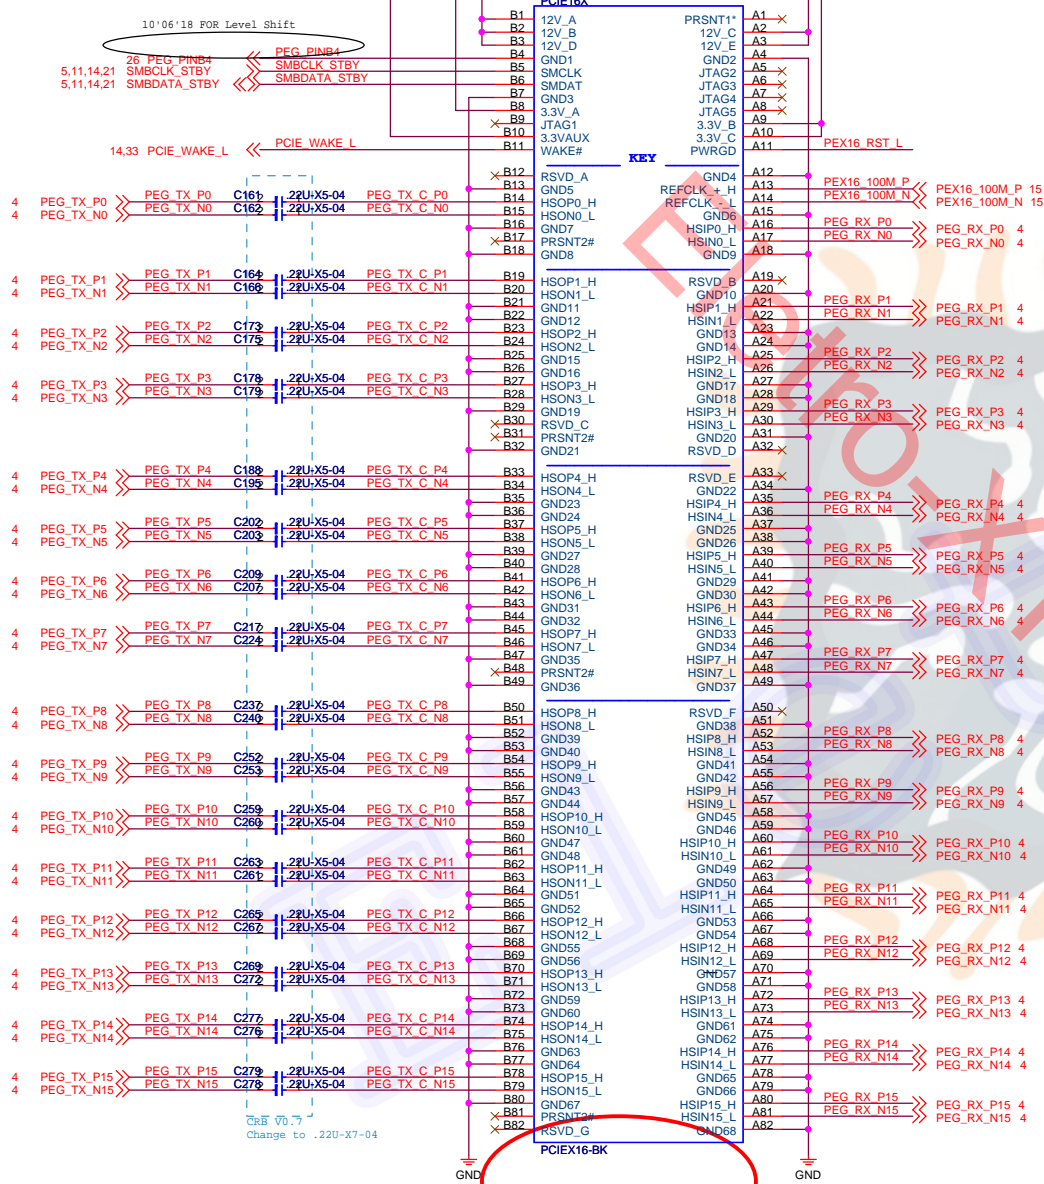 PCIE16X
10'06'18 FOR Level Shift
26 PEG_PINB4 PEG_PINB4
5,11,14,21 SMBCLK_STBY SMBCLK_STBY
5,11,14,21 SMBDATA_STBY SMBDATA_STBY
14,33 PCIE_WAKE_L PCIE_WAKE_L
B1 12V_A PRSNT1* A1
B2 12V_B 12V_C A2
B3 12V_D 12V_E A3
B4 GND1 GND2 A4
B5 SMCLK JTAG2 A5
B6 SMDAT JTAG3 A6
B7 GND3 JTAG4 A7
B8 3.3V_A JTAG5 A8
B9 JTAG1 3.3V_B A9
B10 3.3VAUX 3.3V_C A10
B11 WAKE# PWRGD A11 PEX16_RST_L
KEY
B12 RSVD_A GND4 A12
B13 GND5 REFCLK_+_H A13 PEX16_100M_P PEX16_100M_P 15
4 PEG_TX_P0 PEG_TX_P0 C161 .22U-X5-04 PEG_TX_C_P0 B14 HSOP0_H REFCLK_-_L A14 PEX16_100M_N PEX16_100M_N 15
4 PEG_TX_N0 PEG_TX_N0 C162 .22U-X5-04 PEG_TX_C_N0 B15 HSON0_L GND6 A15
B16 GND7 HSIP0_H A16 PEG_RX_P0 PEG_RX_P0 4
B17 PRSNT2# HSIN0_L A17 PEG_RX_N0 PEG_RX_N0 4
B18 GND8 GND9 A18
4 PEG_TX_P1 PEG_TX_P1 C164 .22U-X5-04 PEG_TX_C_P1 B19 HSOP1_H RSVD_B A19
4 PEG_TX_N1 PEG_TX_N1 C166 .22U-X5-04 PEG_TX_C_N1 B20 HSON1_L GND10 A20
B21 GND11 HSIP1_H A21 PEG_RX_P1 PEG_RX_P1 4
B22 GND12 HSIN1_L A22 PEG_RX_N1 PEG_RX_N1 4
4 PEG_TX_P2 PEG_TX_P2 C173 .22U-X5-04 PEG_TX_C_P2 B23 HSOP2_H GND13 A23
4 PEG_TX_N2 PEG_TX_N2 C175 .22U-X5-04 PEG_TX_C_N2 B24 HSON2_L GND14 A24
B25 GND15 HSIP2_H A25 PEG_RX_P2 PEG_RX_P2 4
B26 GND16 HSIN2_L A26 PEG_RX_N2 PEG_RX_N2 4
4 PEG_TX_P3 PEG_TX_P3 C178 .22U-X5-04 PEG_TX_C_P3 B27 HSOP3_H GND17 A27
4 PEG_TX_N3 PEG_TX_N3 C179 .22U-X5-04 PEG_TX_C_N3 B28 HSON3_L GND18 A28
B29 GND19 HSIP3_H A29 PEG_RX_P3 PEG_RX_P3 4
B30 RSVD_C HSIN3_L A30 PEG_RX_N3 PEG_RX_N3 4
B31 PRSNT2# GND20 A31
B32 GND21 RSVD_D A32
4 PEG_TX_P4 PEG_TX_P4 C188 .22U-X5-04 PEG_TX_C_P4 B33 HSOP4_H RSVD_E A33
4 PEG_TX_N4 PEG_TX_N4 C195 .22U-X5-04 PEG_TX_C_N4 B34 HSON4_L GND22 A34
B35 GND23 HSIP4_H A35 PEG_RX_P4 PEG_RX_P4 4
B36 GND24 HSIN4_L A36 PEG_RX_N4 PEG_RX_N4 4
4 PEG_TX_P5 PEG_TX_P5 C202 .22U-X5-04 PEG_TX_C_P5 B37 HSOP5_H GND25 A37
4 PEG_TX_N5 PEG_TX_N5 C203 .22U-X5-04 PEG_TX_C_N5 B38 HSON5_L GND26 A38
B39 GND27 HSIP5_H A39 PEG_RX_P5 PEG_RX_P5 4
B40 GND28 HSIN5_L A40 PEG_RX_N5 PEG_RX_N5 4
4 PEG_TX_P6 PEG_TX_P6 C209 .22U-X5-04 PEG_TX_C_P6 B41 HSOP6_H GND29 A41
4 PEG_TX_N6 PEG_TX_N6 C207 .22U-X5-04 PEG_TX_C_N6 B42 HSON6_L GND30 A42
B43 GND31 HSIP6_H A43 PEG_RX_P6 PEG_RX_P6 4
B44 GND32 HSIN6_L A44 PEG_RX_N6 PEG_RX_N6 4
4 PEG_TX_P7 PEG_TX_P7 C217 .22U-X5-04 PEG_TX_C_P7 B45 HSOP7_H GND33 A45
4 PEG_TX_N7 PEG_TX_N7 C224 .22U-X5-04 PEG_TX_C_N7 B46 HSON7_L GND34 A46
B47 GND35 HSIP7_H A47 PEG_RX_P7 PEG_RX_P7 4
B48 PRSNT2# HSIN7_L A48 PEG_RX_N7 PEG_RX_N7 4
B49 GND36 GND37 A49
4 PEG_TX_P8 PEG_TX_P8 C237 .22U-X5-04 PEG_TX_C_P8 B50 HSOP8_H RSVD_F A50
4 PEG_TX_N8 PEG_TX_N8 C240 .22U-X5-04 PEG_TX_C_N8 B51 HSON8_L GND38 A51
B52 GND39 HSIP8_H A52 PEG_RX_P8 PEG_RX_P8 4
B53 GND40 HSIN8_L A53 PEG_RX_N8 PEG_RX_N8 4
4 PEG_TX_P9 PEG_TX_P9 C252 .22U-X5-04 PEG_TX_C_P9 B54 HSOP9_H GND41 A54
4 PEG_TX_N9 PEG_TX_N9 C253 .22U-X5-04 PEG_TX_C_N9 B55 HSON9_L GND42 A55
B56 GND43 HSIP9_H A56 PEG_RX_P9 PEG_RX_P9 4
B57 GND44 HSIN9_L A57 PEG_RX_N9 PEG_RX_N9 4
4 PEG_TX_P10 PEG_TX_P10 C259 .22U-X5-04 PEG_TX_C_P10 B58 HSOP10_H GND45 A58
4 PEG_TX_N10 PEG_TX_N10 C260 .22U-X5-04 PEG_TX_C_N10 B59 HSON10_L GND46 A59
B60 GND47 HSIP10_H A60 PEG_RX_P10 PEG_RX_P10 4
B61 GND48 HSIN10_L A61 PEG_RX_N10 PEG_RX_N10 4
4 PEG_TX_P11 PEG_TX_P11 C263 .22U-X5-04 PEG_TX_C_P11 B62 HSOP11_H GND49 A62
4 PEG_TX_N11 PEG_TX_N11 C261 .22U-X5-04 PEG_TX_C_N11 B63 HSON11_L GND50 A63
B64 GND51 HSIP11_H A64 PEG_RX_P11 PEG_RX_P11 4
B65 GND52 HSIN11_L A65 PEG_RX_N11 PEG_RX_N11 4
4 PEG_TX_P12 PEG_TX_P12 C265 .22U-X5-04 PEG_TX_C_P12 B66 HSOP12_H GND53 A66
4 PEG_TX_N12 PEG_TX_N12 C267 .22U-X5-04 PEG_TX_C_N12 B67 HSON12_L GND54 A67
B68 GND55 HSIP12_H A68 PEG_RX_P12 PEG_RX_P12 4
B69 GND56 HSIN12_L A69 PEG_RX_N12 PEG_RX_N12 4
4 PEG_TX_P13 PEG_TX_P13 C269 .22U-X5-04 PEG_TX_C_P13 B70 HSOP13_H GND57 A70
4 PEG_TX_N13 PEG_TX_N13 C272 .22U-X5-04 PEG_TX_C_N13 B71 HSON13_L GND58 A71
B72 GND59 HSIP13_H A72 PEG_RX_P13 PEG_RX_P13 4
B73 GND60 HSIN13_L A73 PEG_RX_N13 PEG_RX_N13 4
4 PEG_TX_P14 PEG_TX_P14 C277 .22U-X5-04 PEG_TX_C_P14 B74 HSOP14_H GND61 A74
4 PEG_TX_N14 PEG_TX_N14 C276 .22U-X5-04 PEG_TX_C_N14 B75 HSON14_L GND62 A75
B76 GND63 HSIP14_H A76 PEG_RX_P14 PEG_RX_P14 4
B77 GND64 HSIN14_L A77 PEG_RX_N14 PEG_RX_N14 4
4 PEG_TX_P15 PEG_TX_P15 C279 .22U-X5-04 PEG_TX_C_P15 B78 HSOP15_H GND65 A78
4 PEG_TX_N15 PEG_TX_N15 C278 .22U-X5-04 PEG_TX_C_N15 B79 HSON15_L GND66 A79
B80 GND67 HSIP15_H A80 PEG_RX_P15 PEG_RX_P15 4
B81 PRSNT2# HSIN15_L A81 PEG_RX_N15 PEG_RX_N15 4
B82 RSVD_G GND68 A82
CRB V0.7
Change to .22U-X7-04
PCIEX16-BK
GND GND